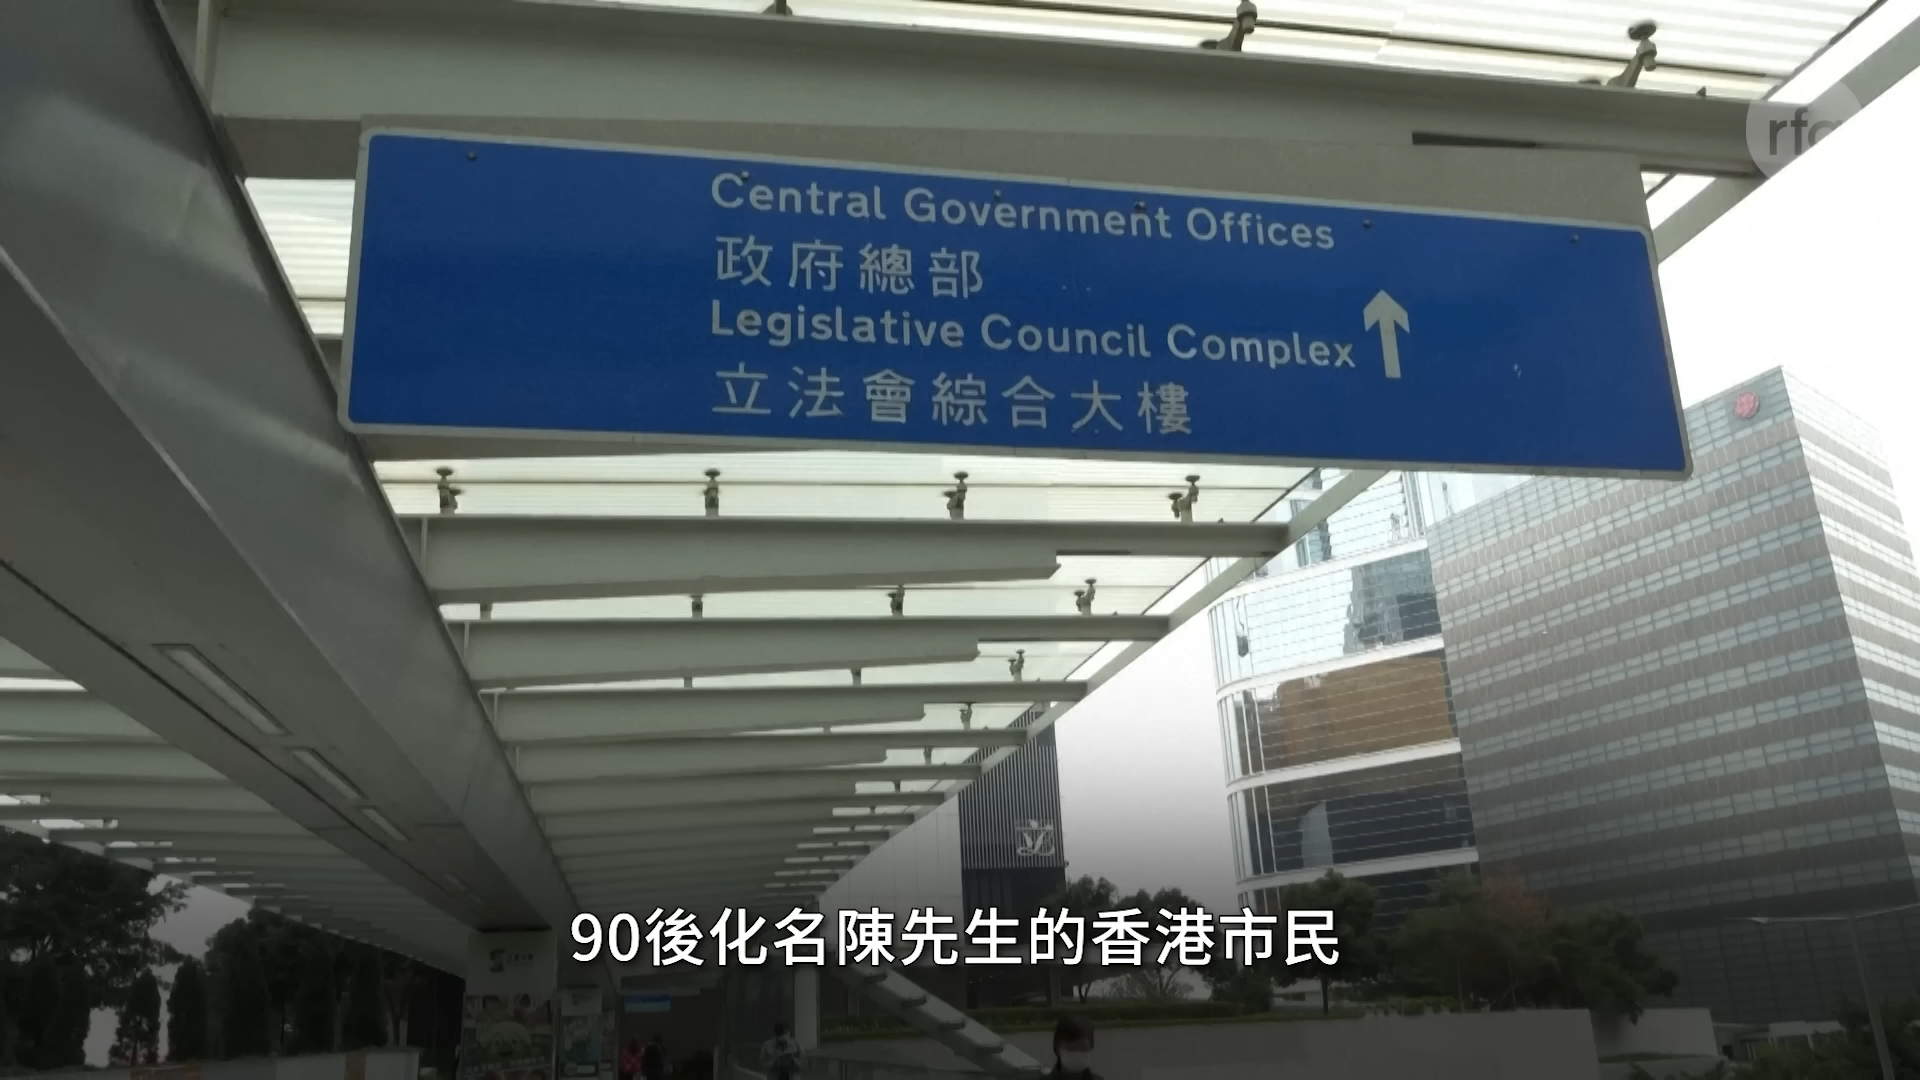 rfa
Central Government Offices
政府總部
Legislative Council Complex
立法會綜合大樓
90後化名陳先生的香港市民